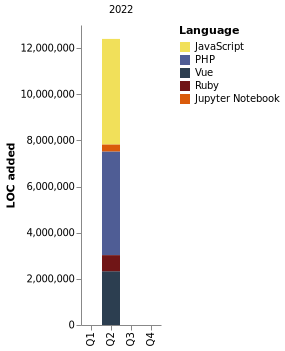 2022
Language
JavaScript
PHP
Vue
Ruby
Jupyter Notebook
LOC added
12,000,000
10,000,000
8,000,000
6,000,000
4,000,000
2,000,000
0
Q1
Q2
Q3
Q4